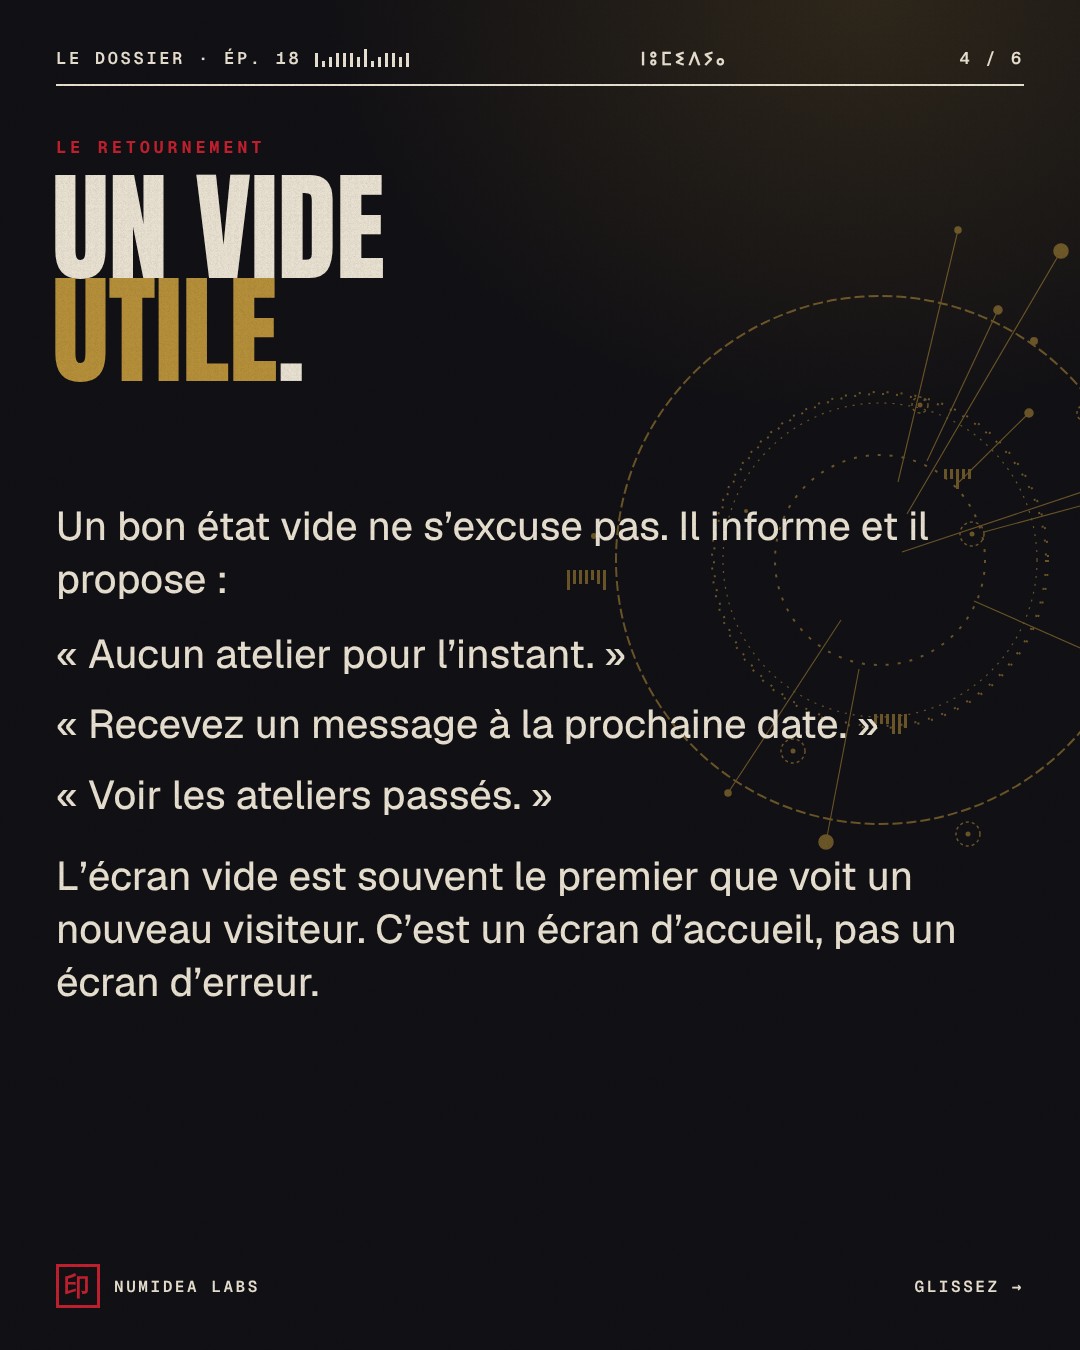 LE DOSSIER · ÉP. 18
ⵏⵓⵎⵉⴷⵢⴰ
4 / 6
LE RETOURNEMENT
UN VIDE
UTILE.
Un bon état vide ne s’excuse pas. Il informe et il
propose :
« Aucun atelier pour l’instant. »
« Recevez un message à la prochaine date. »
« Voir les ateliers passés. »
L’écran vide est souvent le premier que voit un
nouveau visiteur. C’est un écran d’accueil, pas un
écran d’erreur.
印 NUMIDEA LABS
GLISSEZ →